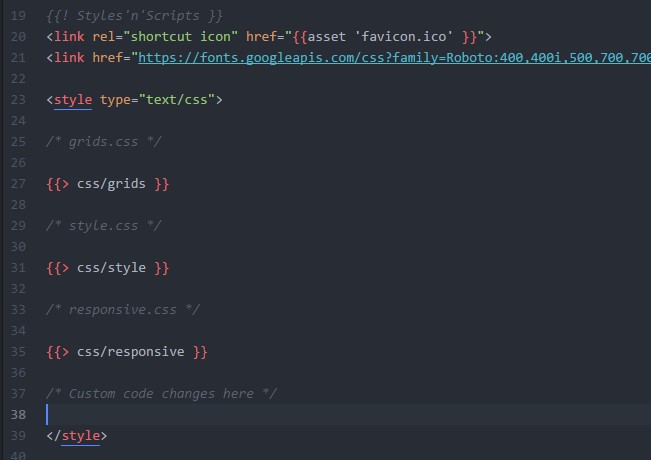 19 {{! Styles'n'Scripts }}
20 <link rel="shortcut icon" href="{{asset 'favicon.ico' }}">
21 <link href="https://fonts.googleapis.com/css?family=Roboto:400,400i,500,700,700
22
23 <style type="text/css">
24
25 /* grids.css */
26
27 {{> css/grids }}
28
29 /* style.css */
30
31 {{> css/style }}
32
33 /* responsive.css */
34
35 {{> css/responsive }}
36
37 /* Custom code changes here */
38
39 </style>
40